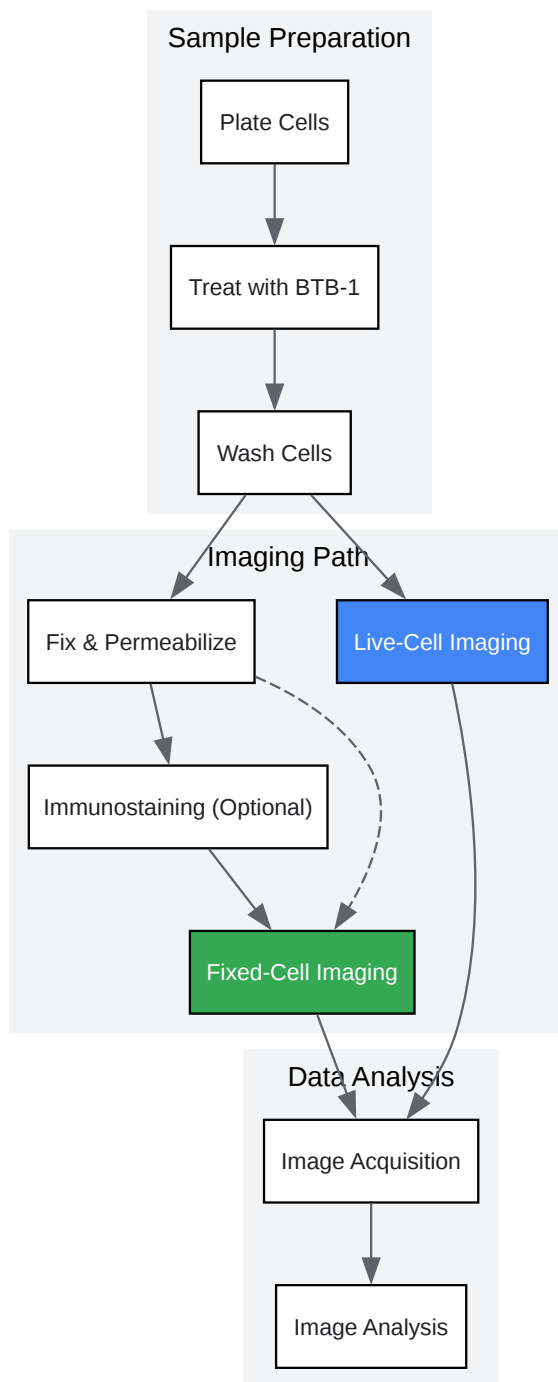 Sample Preparation
Plate Cells
Treat with BTB-1
Wash Cells
Imaging Path
Fix & Permeabilize
Live-Cell Imaging
Immunostaining (Optional)
Fixed-Cell Imaging
Data Analysis
Image Acquisition
Image Analysis